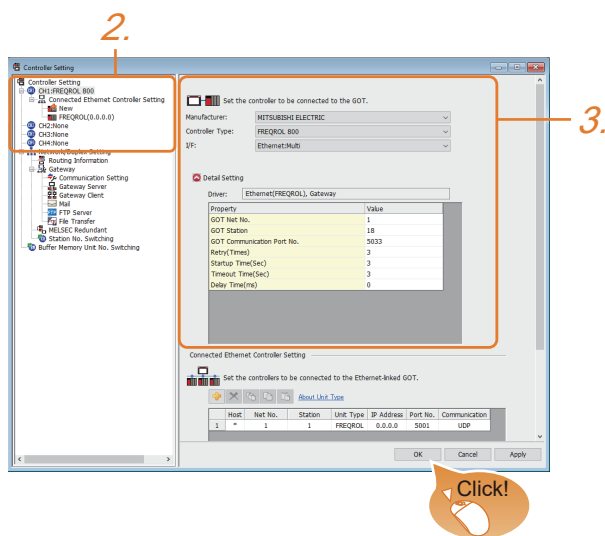 2.
Controller Setting
Controller Setting
CH1:FREQROL 800
Connected Ethernet Controller Setting
New
FREQROL(0.0.0.0)
CH2:None
CH3:None
CH4:None
Network/Duplex Setting
Routing Information
Gateway
Communication Setting
Gateway Server
Gateway Client
Mail
FTP Server
File Transfer
MELSEC Redundant
Station No. Switching
Buffer Memory Unit No. Switching
Set the controller to be connected to the GOT.
Manufacturer: MITSUBISHI ELECTRIC
Controller Type: FREQROL 800
I/F: Ethernet:Multi
3.
Detail Setting
Driver: Ethernet(FREQROL), Gateway
Property Value
GOT Net No. 1
GOT Station 18
GOT Communication Port No. 5033
Retry(Times) 3
Startup Time(Sec) 3
Timeout Time(Sec) 3
Delay Time(ms) 0
Connected Ethernet Controller Setting
Set the controllers to be connected to the Ethernet-linked GOT.
About Unit Type
Host Net No. Station Unit Type IP Address Port No. Communication
1 * 1 1 FREQROL 0.0.0.0 5001 UDP
OK Cancel Apply
Click!